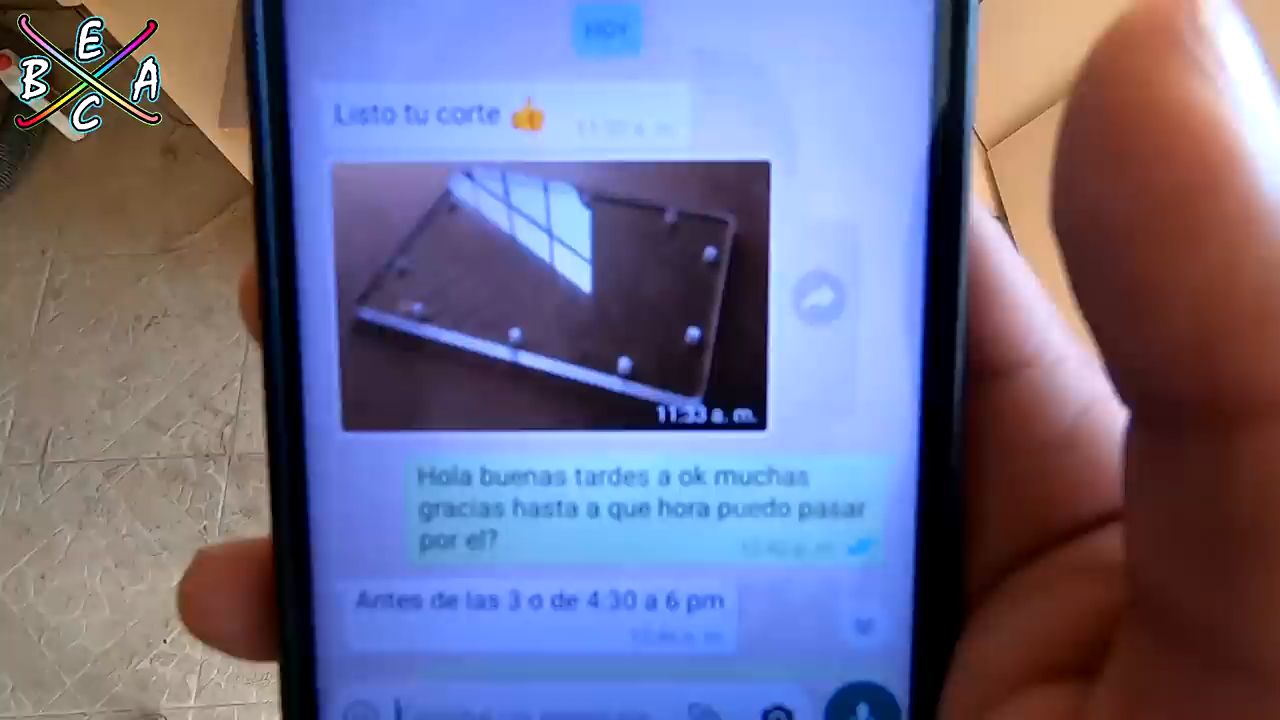 E
B A
C
HOY
Listo tu corte 👍
11:33 a. m.
Hola buenas tardes a ok muchas
gracias hasta a que hora puedo pasar
por el?
Antes de las 3 o de 4:30 a 6 pm